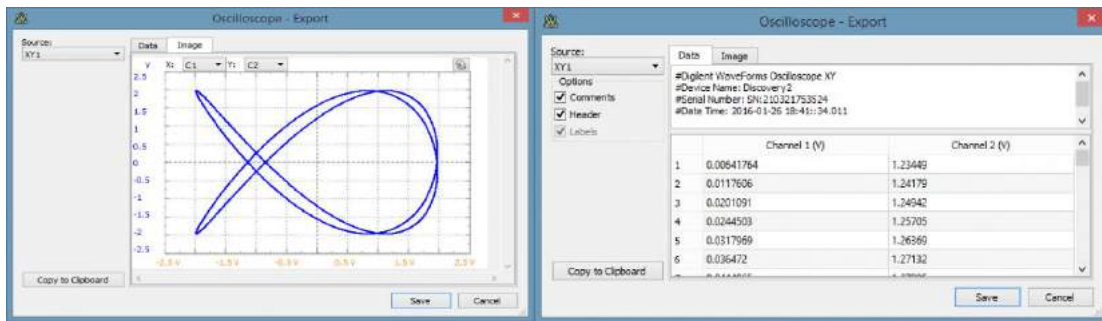 Oscilloscope - Export
Source:
XY1
Data Image
Y X: C1 Y: C2
2.5
2
1.5
1
0.5
0
-0.5
-1
-1.5
-2
-2.5
-2.5 V -1.5 V -0.5 V 0.5 V 1.5 V 2.5 V
Copy to Clipboard
Save Cancel
Oscilloscope - Export
Source:
XY1
Options
Comments
Header
Labels
Data Image
#Digilent WaveForms Oscilloscope XY
#Device Name: Discovery2
#Serial Number: SN:210321753524
#Date Time: 2016-01-26 18:41::34.011
Channel 1 (V) Channel 2 (V)
1 0.00641764 1.23449
2 0.0117606 1.24179
3 0.0201091 1.24942
4 0.0244503 1.25705
5 0.0317969 1.26369
6 0.036472 1.27132
Copy to Clipboard
Save Cancel